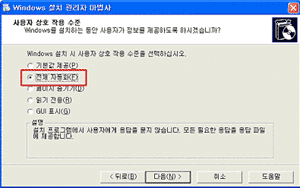 Windows 설치 관리자 마법사
사용자 상호 작용 수준
Windows를 설치하는 동안 사용자가 정보를 제공하도록 하시겠습니까?
Windows 설치 시 사용자 상호 작용 수준을 선택하십시오.
기본값 제공(P)
전체 자동화(F)
페이지 숨기기(H)
읽기 전용(R)
GUI 표시(G)
설명
설치 프로그램에서 사용자에게 응답을 묻지 않습니다. 모든 필요한 응답을 응답 파일
에 제공합니다.
< 뒤로(B) 다음(N) > 취소 도움말